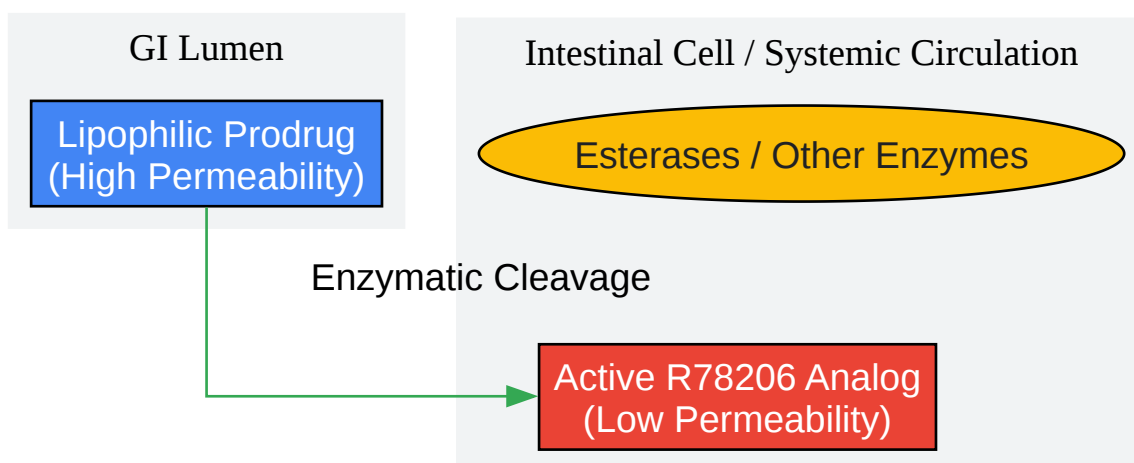 GI Lumen
Lipophilic Prodrug
(High Permeability)
Intestinal Cell / Systemic Circulation
Esterases / Other Enzymes
Enzymatic Cleavage
Active R78206 Analog
(Low Permeability)